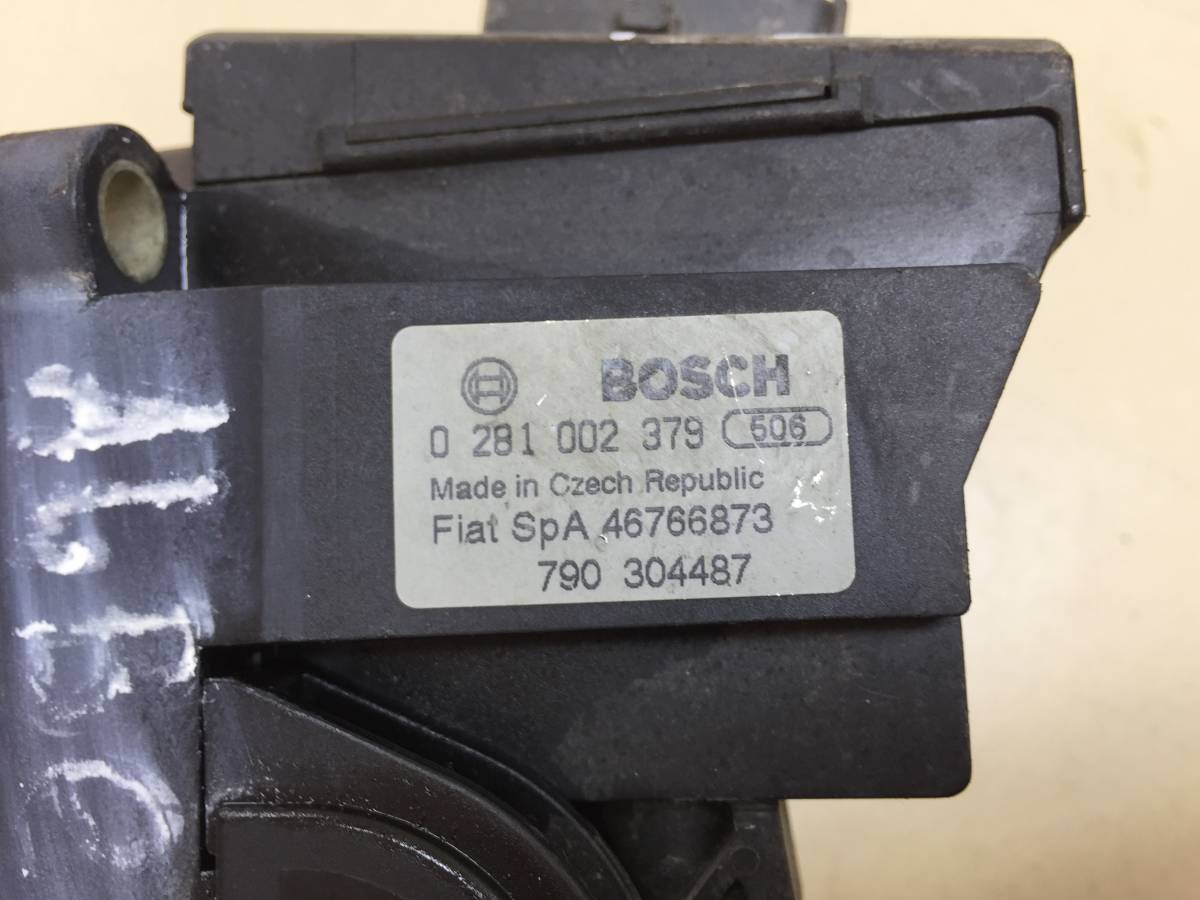 BOSCH
0 281 002 379 506
Made in Czech Republic
Fiat SpA 46766873
790 304487